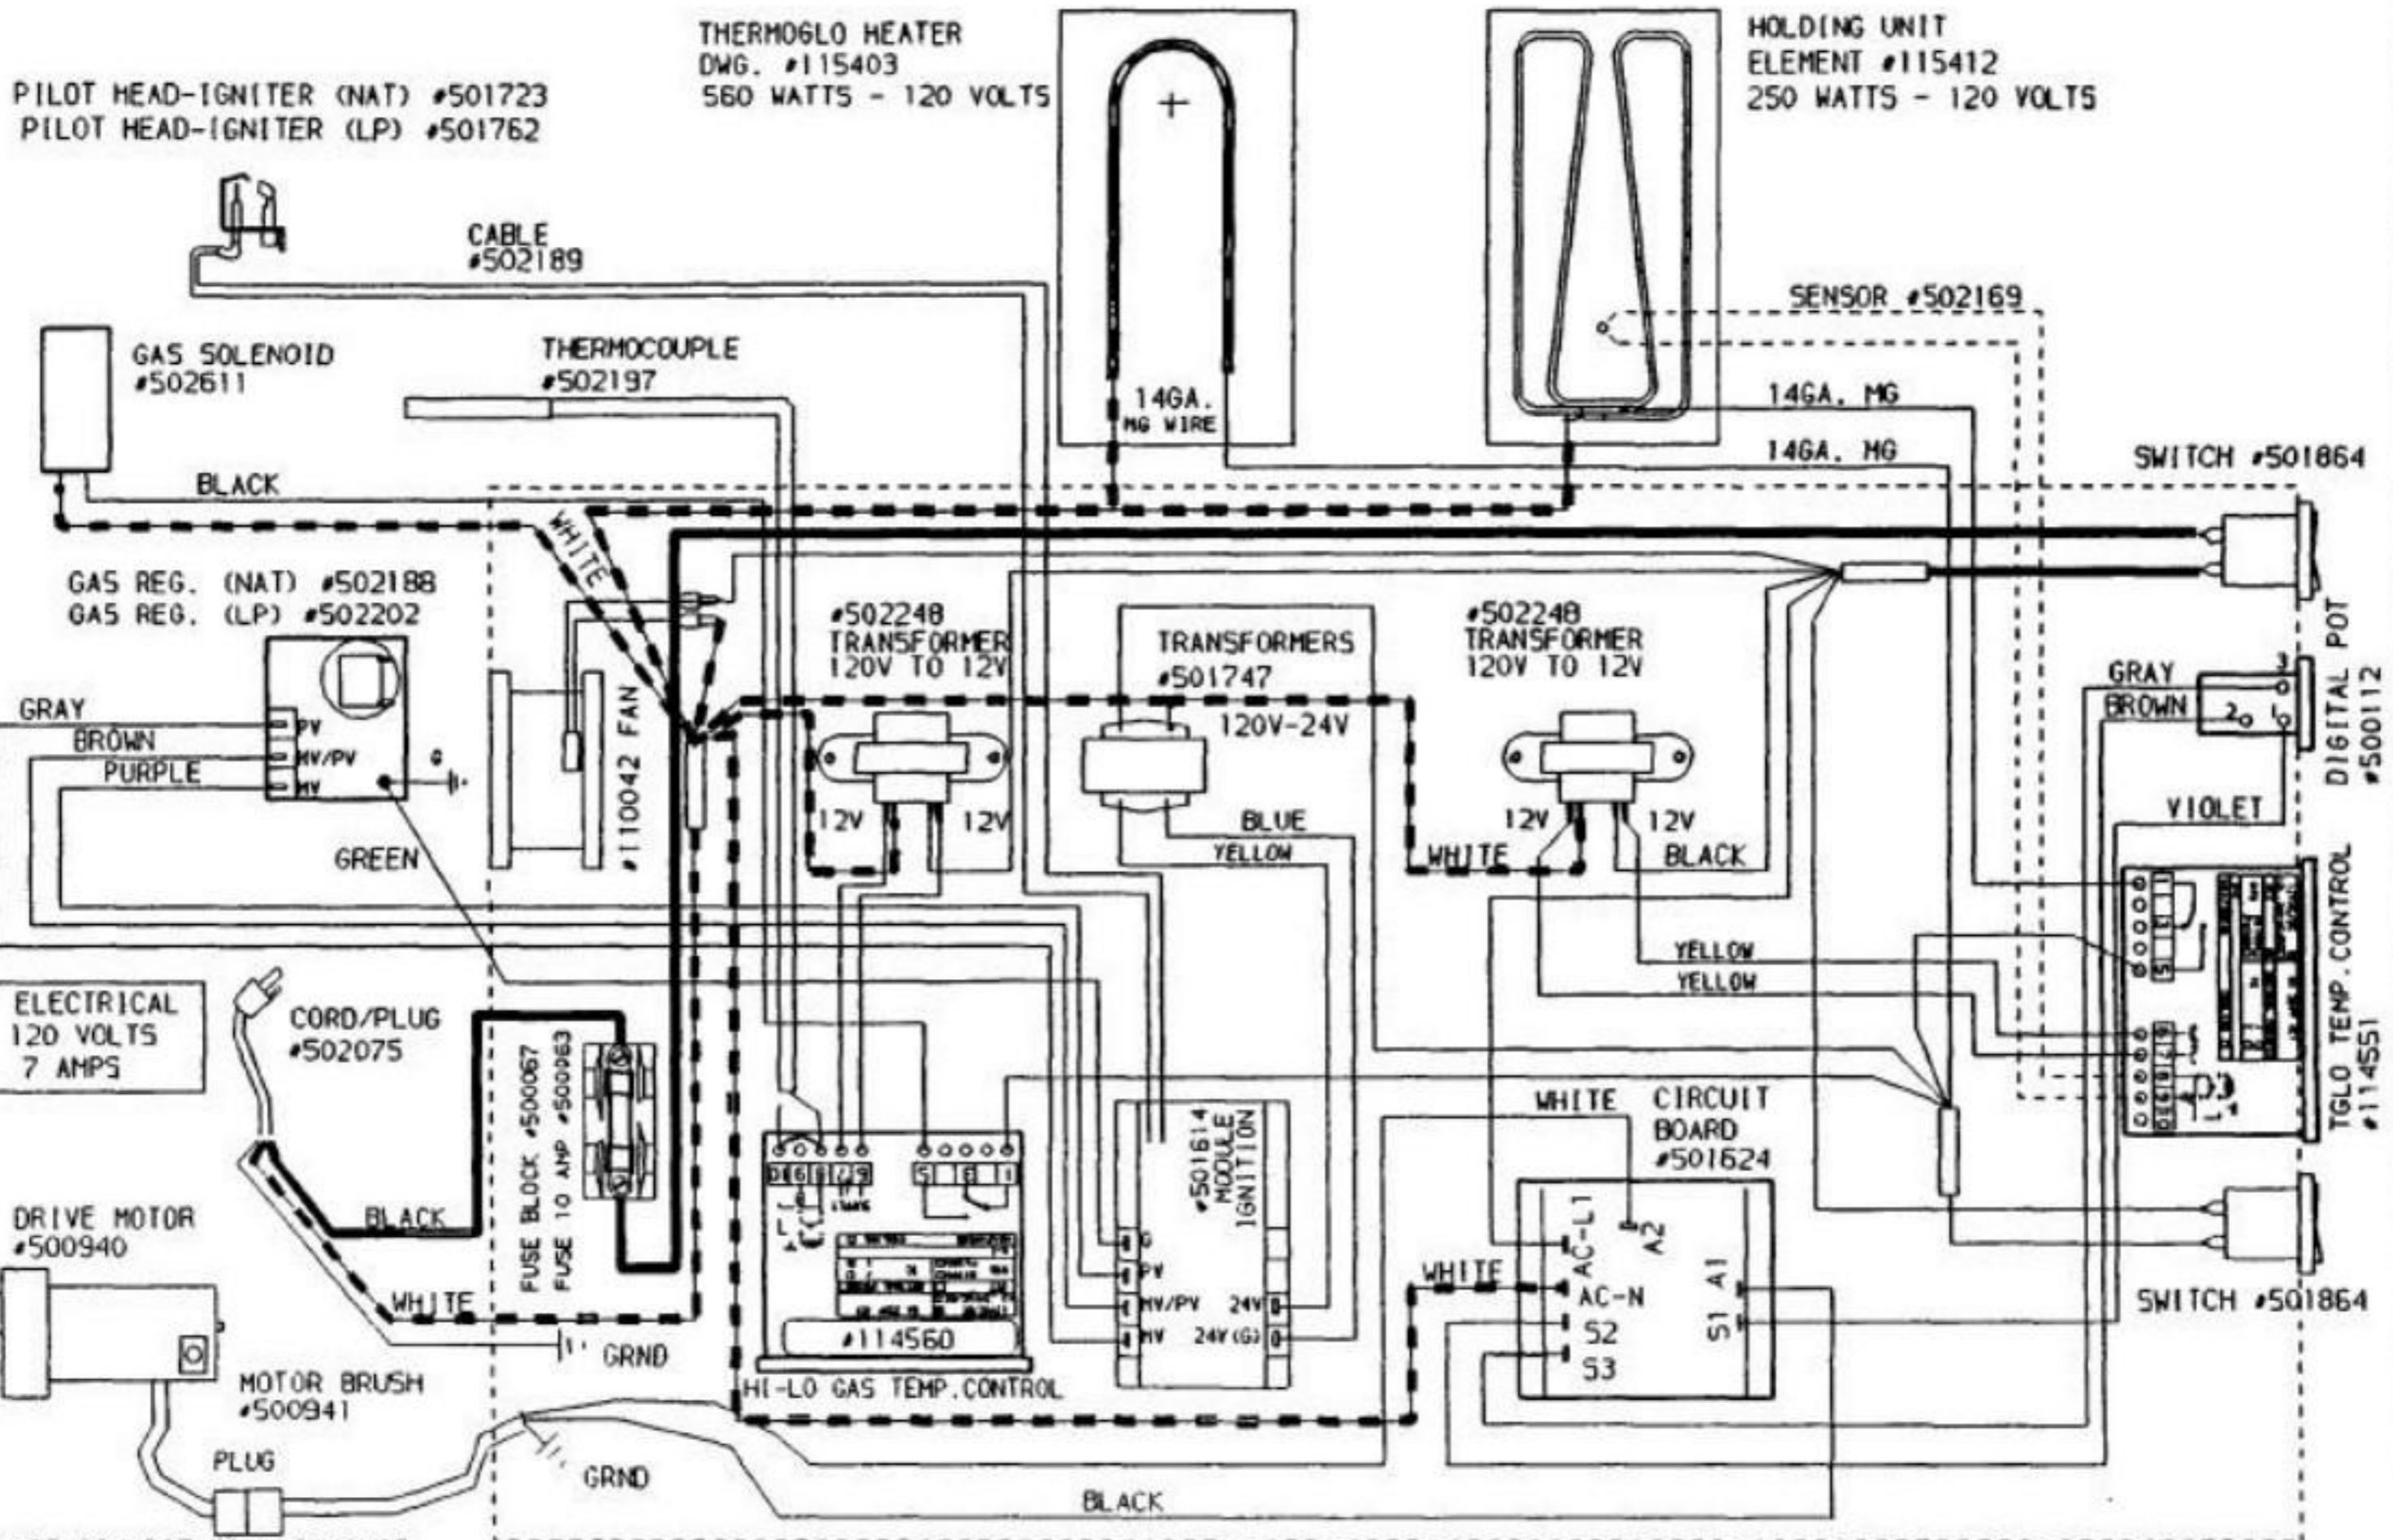 THERMOGLO HEATER
DWG. #115403
560 WATTS - 120 VOLTS
HOLDING UNIT
ELEMENT #115412
250 WATTS - 120 VOLTS
PILOT HEAD-IGNITER (NAT) #501723
PILOT HEAD-IGNITER (LP) #501762
CABLE
#502189
SENSOR #502169
GAS SOLENOID
#502611
THERMOCOUPLE
#502197
14GA.
MG WIRE
14GA. MG
14GA. MG
SWITCH #501864
BLACK
WHITE
GAS REG. (NAT) #502188
GAS REG. (LP) #502202
#502248
TRANSFORMER
120V TO 12V
TRANSFORMERS
#501747
120V-24V
#502248
TRANSFORMER
120V TO 12V
GRAY
BROWN
PURPLE
PV
MV/PV
MV
G
GREEN
#110042 FAN
12V
12V
BLUE
YELLOW
12V
12V
WHITE
BLACK
GRAY
BROWN
3
2
1
DIGITAL POT
#500112
VIOLET
YELLOW
YELLOW
TGLO TEMP.CONTROL
#114551
ELECTRICAL
120 VOLTS
7 AMPS
CORD/PLUG
#502075
FUSE BLOCK #500067
FUSE 10 AMP #500963
BLACK
WHITE
GRND
DRIVE MOTOR
#500940
MOTOR BRUSH
#500941
PLUG
GRND
BLACK
#114560
HI-LO GAS TEMP.CONTROL
#501614
MODULE
IGNITION
G
PV
MV/PV
MV
24V
24V(G)
WHITE
CIRCUIT
BOARD
#501624
WHITE
AC-L1
A2
AC-N
S2
S3
A1
S1
SWITCH #501864